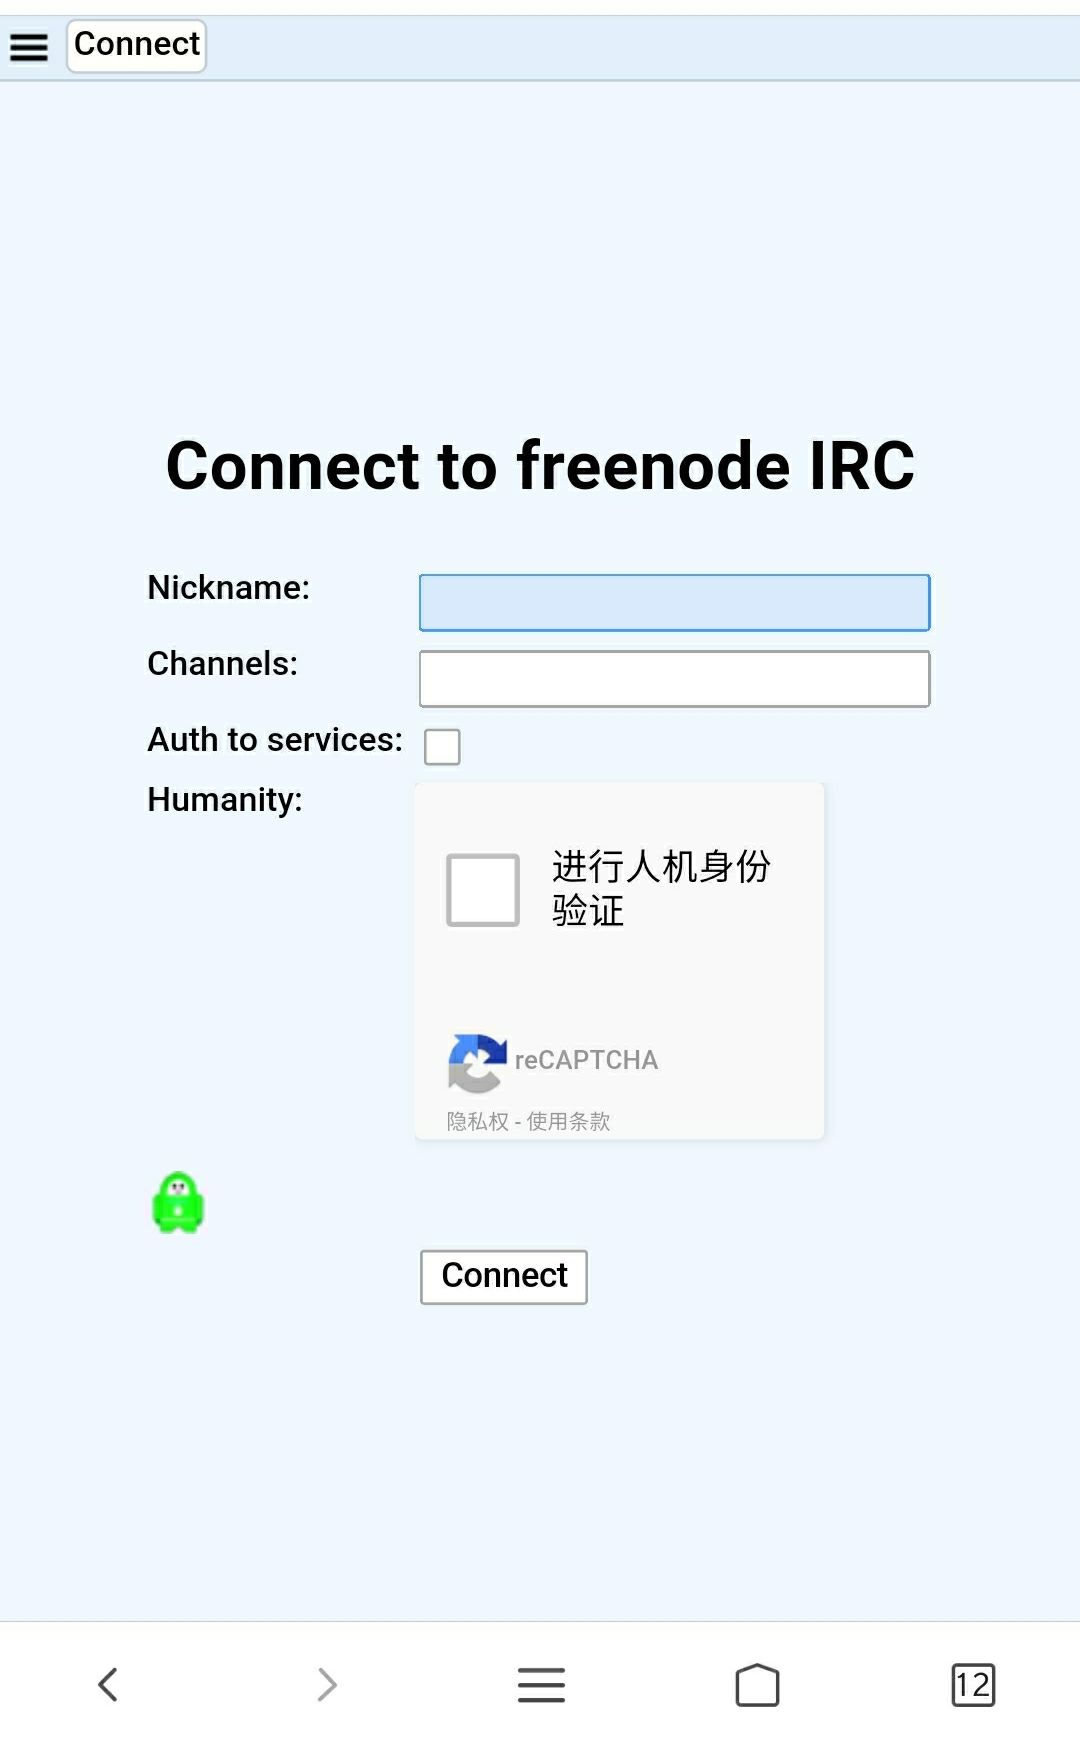 Connect
Connect to freenode IRC
Nickname:
Channels:
Auth to services:
Humanity:
进行人机身份
验证
reCAPTCHA
隐私权 - 使用条款
Connect
12